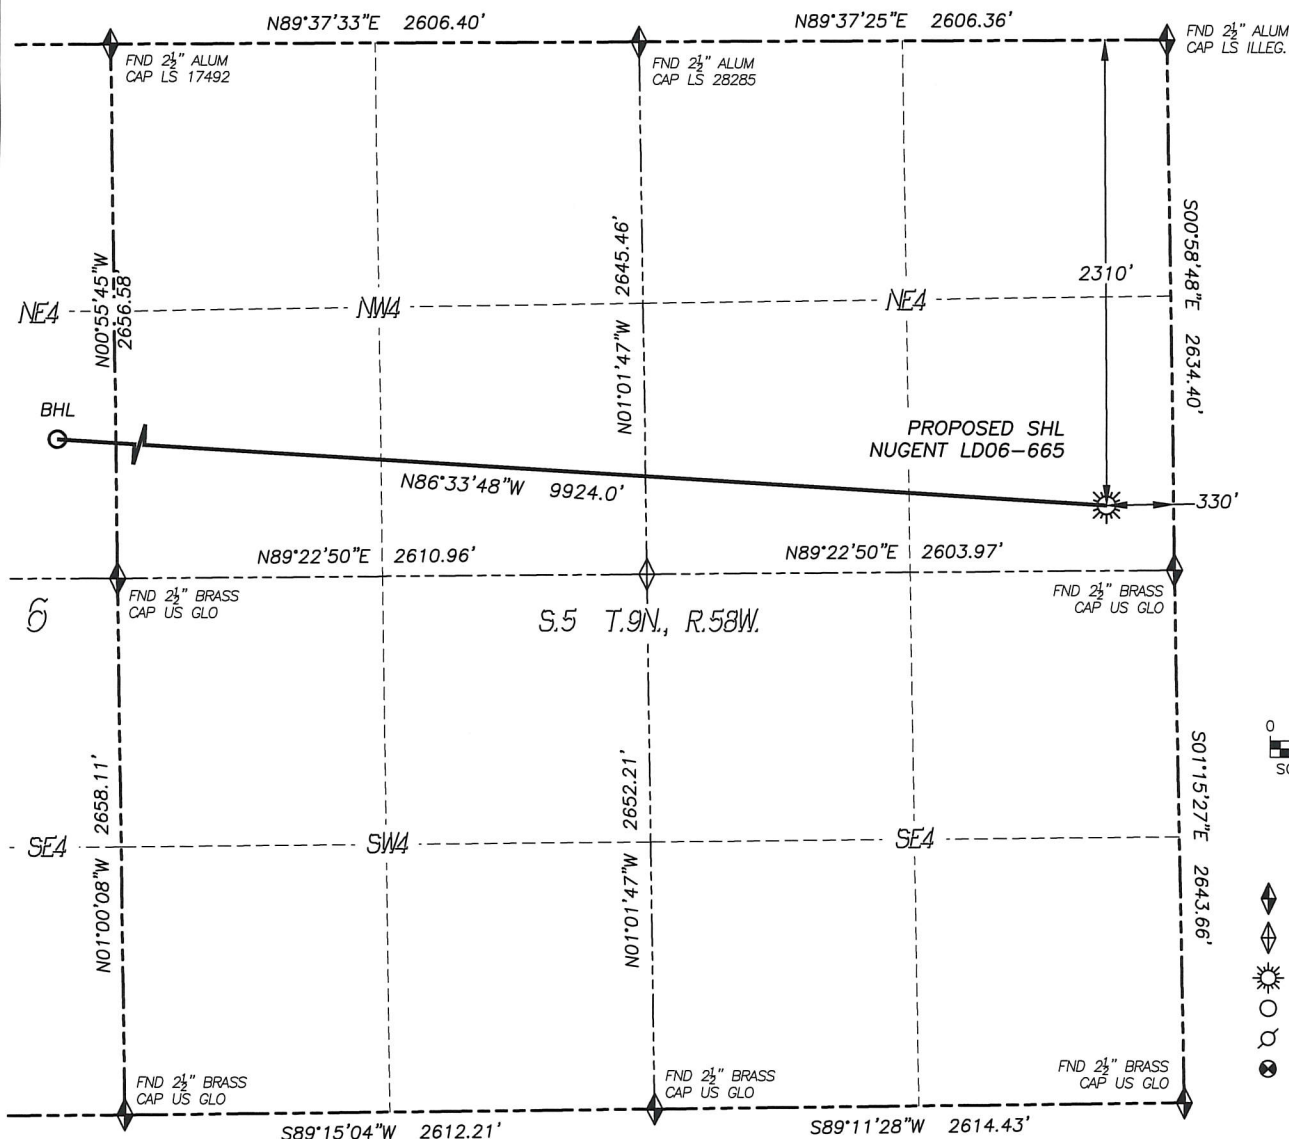 N89°37'33"E 2606.40'
N89°37'25"E 2606.36'
FND 2½" ALUM
CAP LS 17492
FND 2½" ALUM
CAP LS 28285
FND 2½" ALUM
CAP LS ILLEG.
N00°55'45"W
2656.58'
N01°01'47"W 2645.46'
2310'
S00°58'48"E 2634.40'
NE4
NW4
NE4
BHL
PROPOSED SHL
NUGENT LD06-665
N86°33'48"W 9924.0'
330'
N89°22'50"E 2610.96'
N89°22'50"E 2603.97'
FND 2½" BRASS
CAP US GLO
FND 2½" BRASS
CAP US GLO
6
S.5 T.9N., R.58W.
0
N01°00'08"W 2658.11'
N01°01'47"W 2652.21'
S01°15'27"E 2643.66'
SE4
SW4
SE4
FND 2½" BRASS
CAP US GLO
FND 2½" BRASS
CAP US GLO
FND 2½" BRASS
CAP US GLO
S89°15'04"W 2612.21'
S89°11'28"W 2614.43'